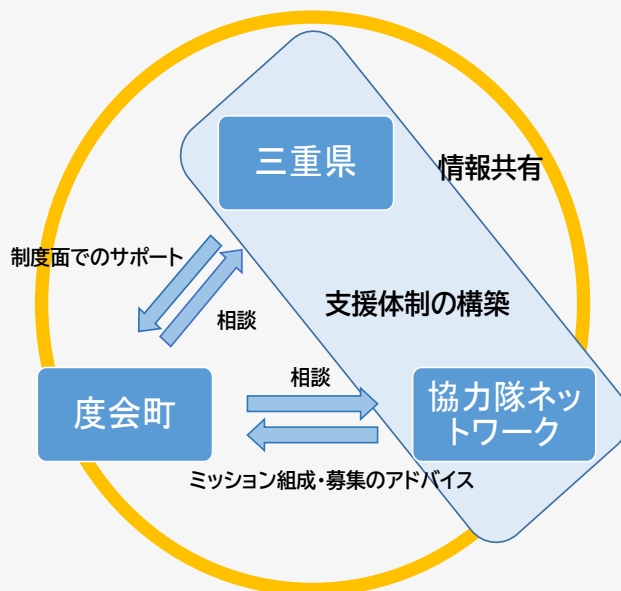 三重県
情報共有
制度面でのサポート
相談
支援体制の構築
相談
度会町
協力隊ネッ
トワーク
ミッション組成・募集のアドバイス